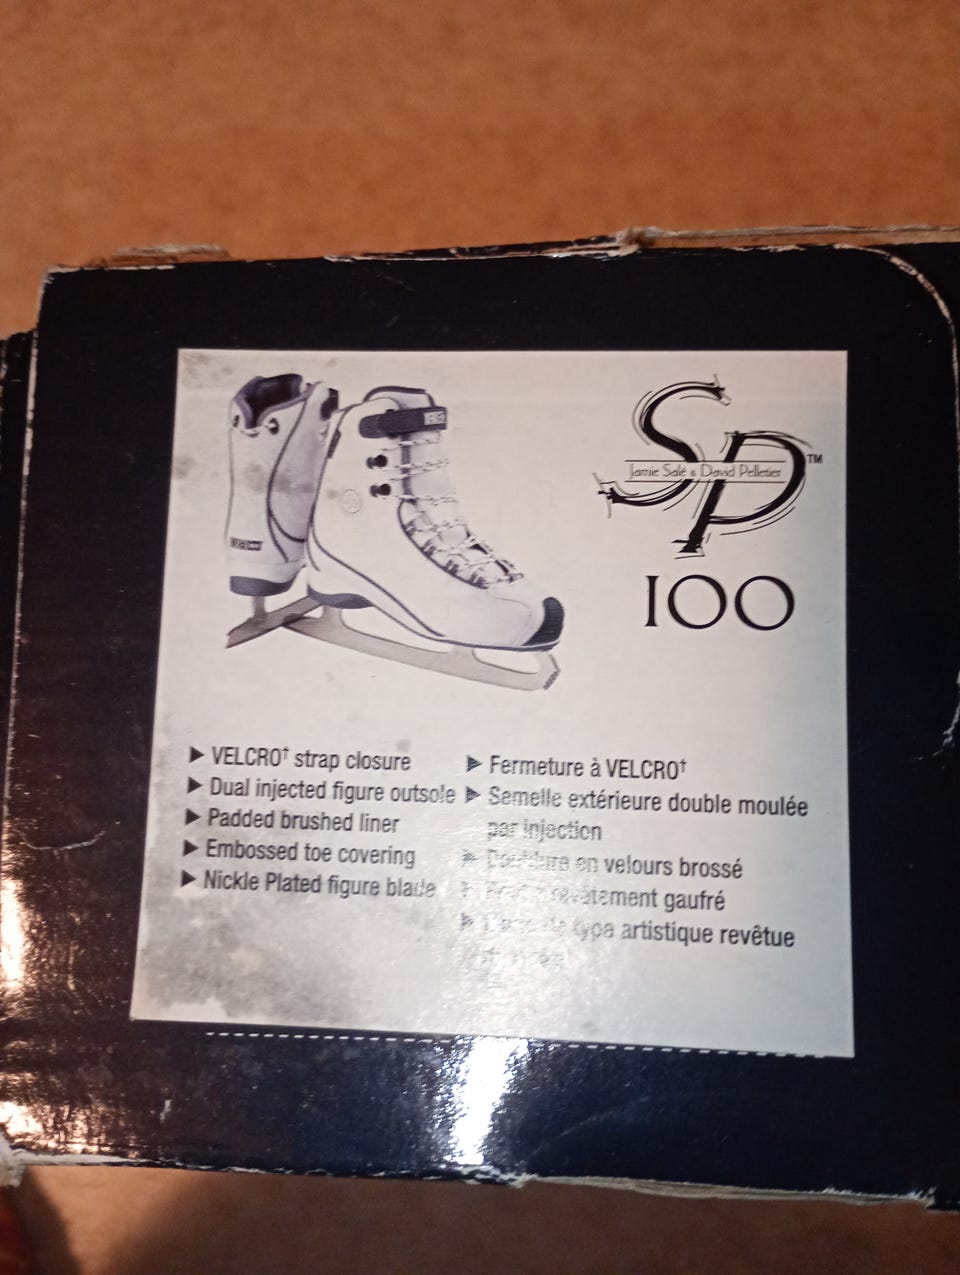 SP™
Jamie Salé & David Pelletier
100
► VELCRO† strap closure
► Dual injected figure outsole
► Padded brushed liner
► Embossed toe covering
► Nickle Plated figure blade
► Fermeture à VELCRO†
► Semelle extérieure double moulée
par injection
► en velours brossé
► revêtement gaufré
► type artistique revêtue